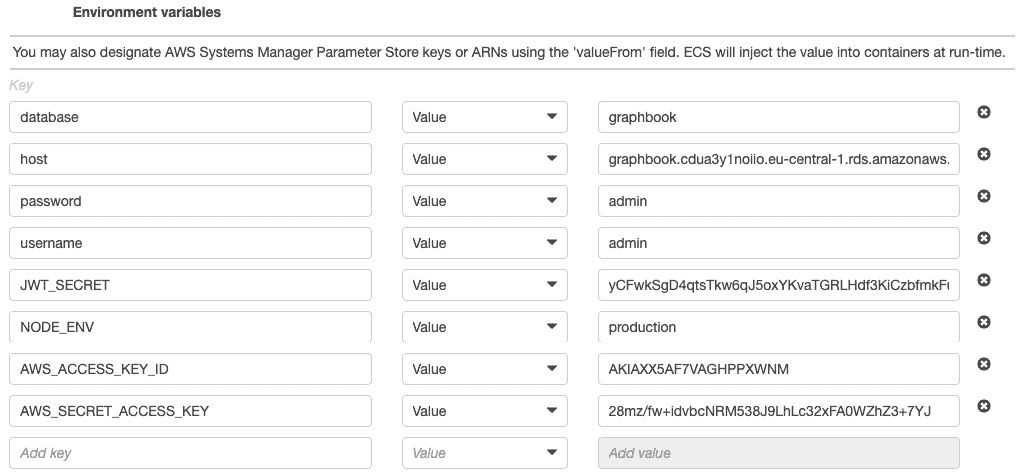 Environment variables
You may also designate AWS Systems Manager Parameter Store keys or ARNs using the 'valueFrom' field. ECS will inject the value into containers at run-time.
Key
database Value graphbook
host Value graphbook.cdua3y1noiio.eu-central-1.rds.amazonaws.
password Value admin
username Value admin
JWT_SECRET Value yCFwkSgD4qtsTkw6qJ5oxYKvaTGRLHdf3KiCzbfmkF
NODE_ENV Value production
AWS_ACCESS_KEY_ID Value AKIAXX5AF7VAGHPPXWNM
AWS_SECRET_ACCESS_KEY Value 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
Add key Value Add value